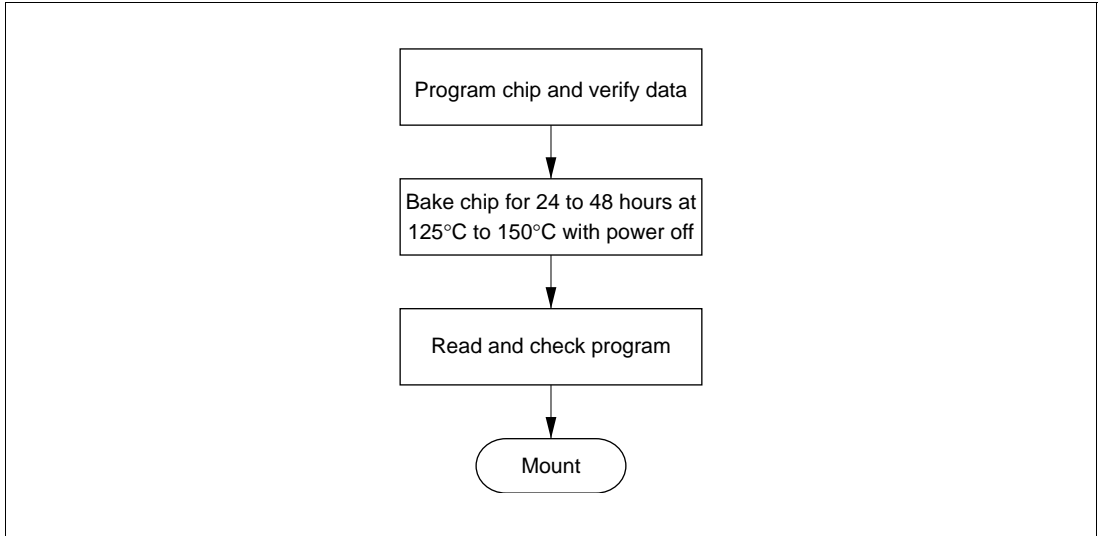 Program chip and verify data
Bake chip for 24 to 48 hours at
125°C to 150°C with power off
Read and check program
Mount